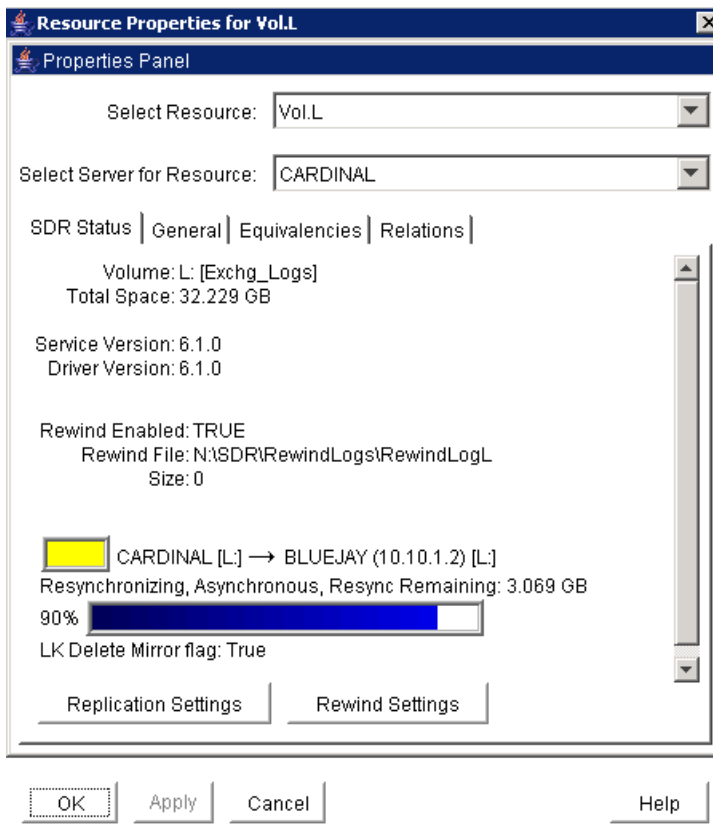 Resource Properties for Vol.L
Properties Panel
Select Resource: Vol.L
Select Server for Resource: CARDINAL
SDR Status General Equivalencies Relations
Volume: L: [Exchg_Logs]
Total Space: 32.229 GB
Service Version: 6.1.0
Driver Version: 6.1.0
Rewind Enabled: TRUE
Rewind File: N:\SDR\RewindLogs\RewindLogL
Size: 0
CARDINAL [L:] → BLUEJAY (10.10.1.2) [L:]
Resynchronizing, Asynchronous, Resync Remaining: 3.069 GB
90%
LK Delete Mirror flag: True
Replication Settings Rewind Settings
OK Apply Cancel Help